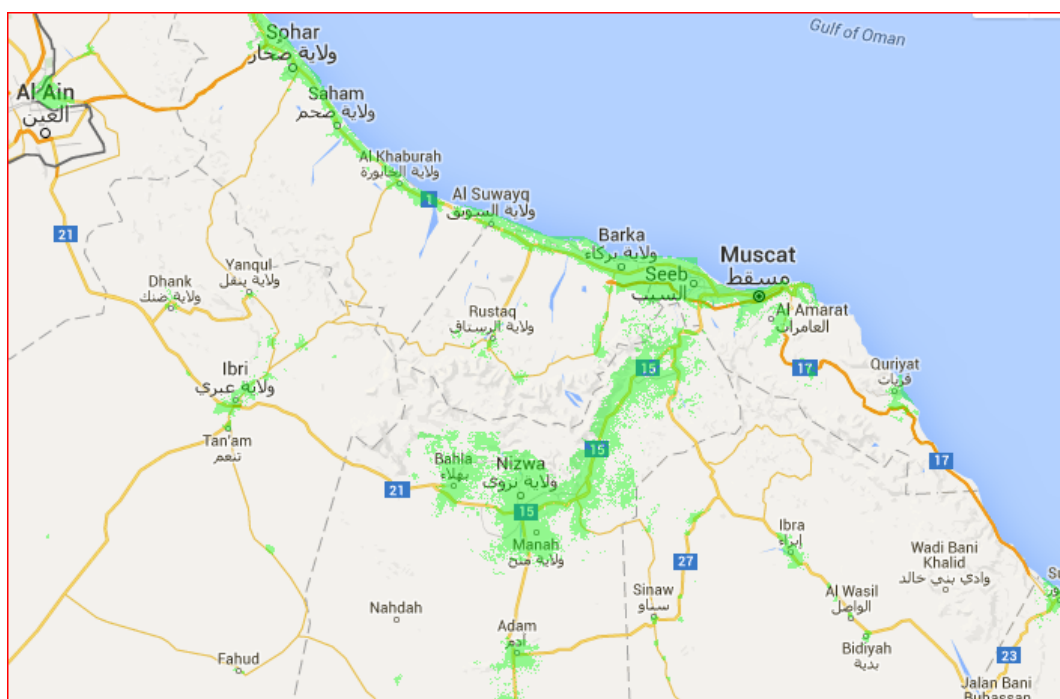 Gulf of Oman
Sohar
ولاية صحار
Al Ain
العين
Saham
ولاية صحم
Al Khaburah
ولاية الخابورة
1
Al Suwayq
ولاية السويق
21
Barka
ولاية بركاء
Muscat
مسقط
Seeb
السيب
Dhank
ولاية ضنك
Yanqul
ولاية ينقل
Rustaq
ولاية الرستاق
Al Amarat
العامرات
15
17
Quriyat
قريات
Ibri
ولاية عبري
Tan'am
تنعم
15
17
Bahla
بهلاء
Nizwa
ولاية نزوى
21
15
Manah
ولاية منح
Ibra
إبراء
Wadi Bani
Khalid
وادي بني خالد
27
Su
ور
Sinaw
سناو
Al Wasil
الواصل
Nahdah
Adam
أدم
Bidiyah
بدية
23
Fahud
Jalan Bani
Buhassan